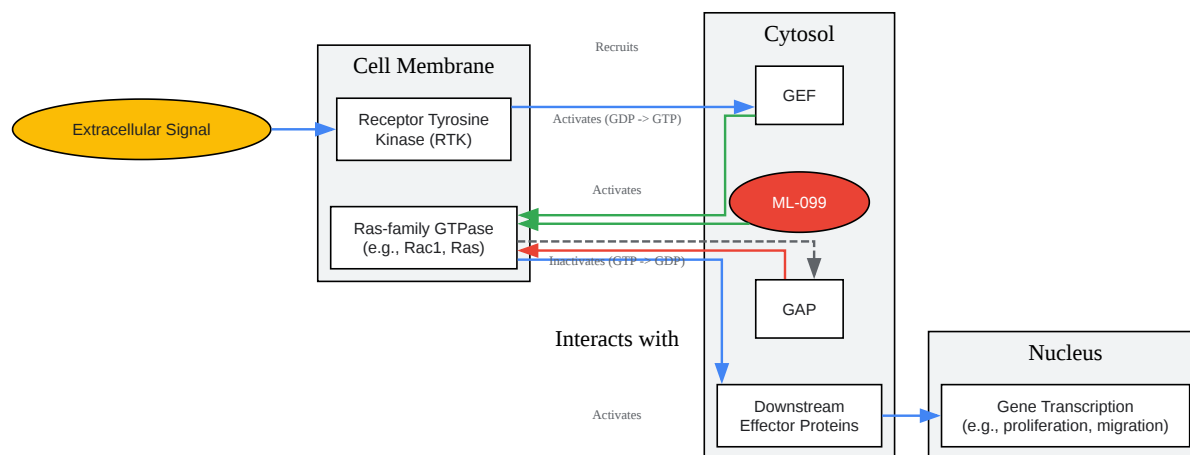 Cytosol
Recruits
Cell Membrane
GEF
Receptor Tyrosine
Kinase (RTK)
Extracellular Signal
Activates (GDP -> GTP)
Activates
ML-099
Ras-family GTPase
(e.g., Rac1, Ras)
Inactivates (GTP -> GDP)
GAP
Interacts with
Nucleus
Activates
Downstream
Effector Proteins
Gene Transcription
(e.g., proliferation, migration)